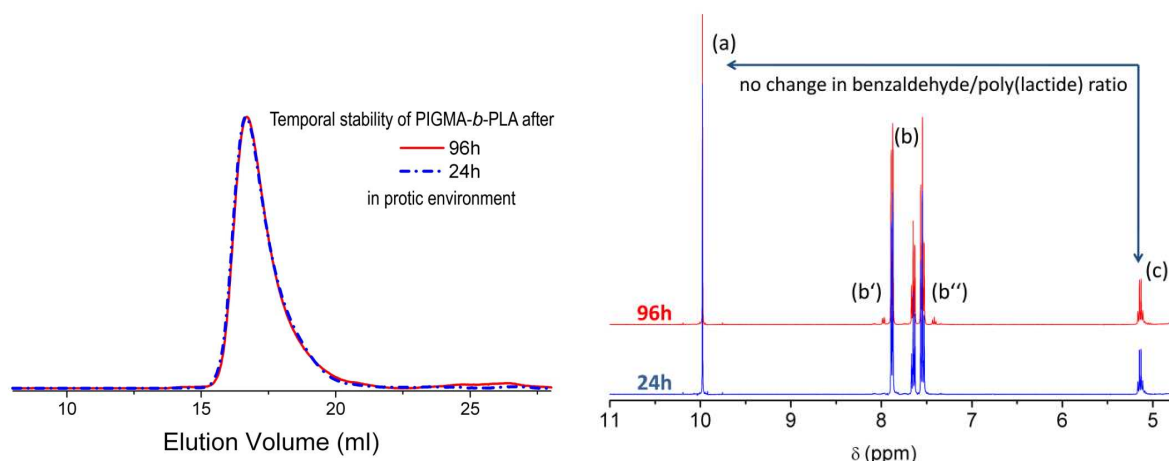 Temporal stability of PIGMA-b-PLA after
96h
24h
in protic environment
10
15
20
25
Elution Volume (ml)
(a)
no change in benzaldehyde/poly(lactide) ratio
(b)
(b‘)
(b‘‘)
(c)
96h
24h
11
10
9
8
7
6
5
δ (ppm)